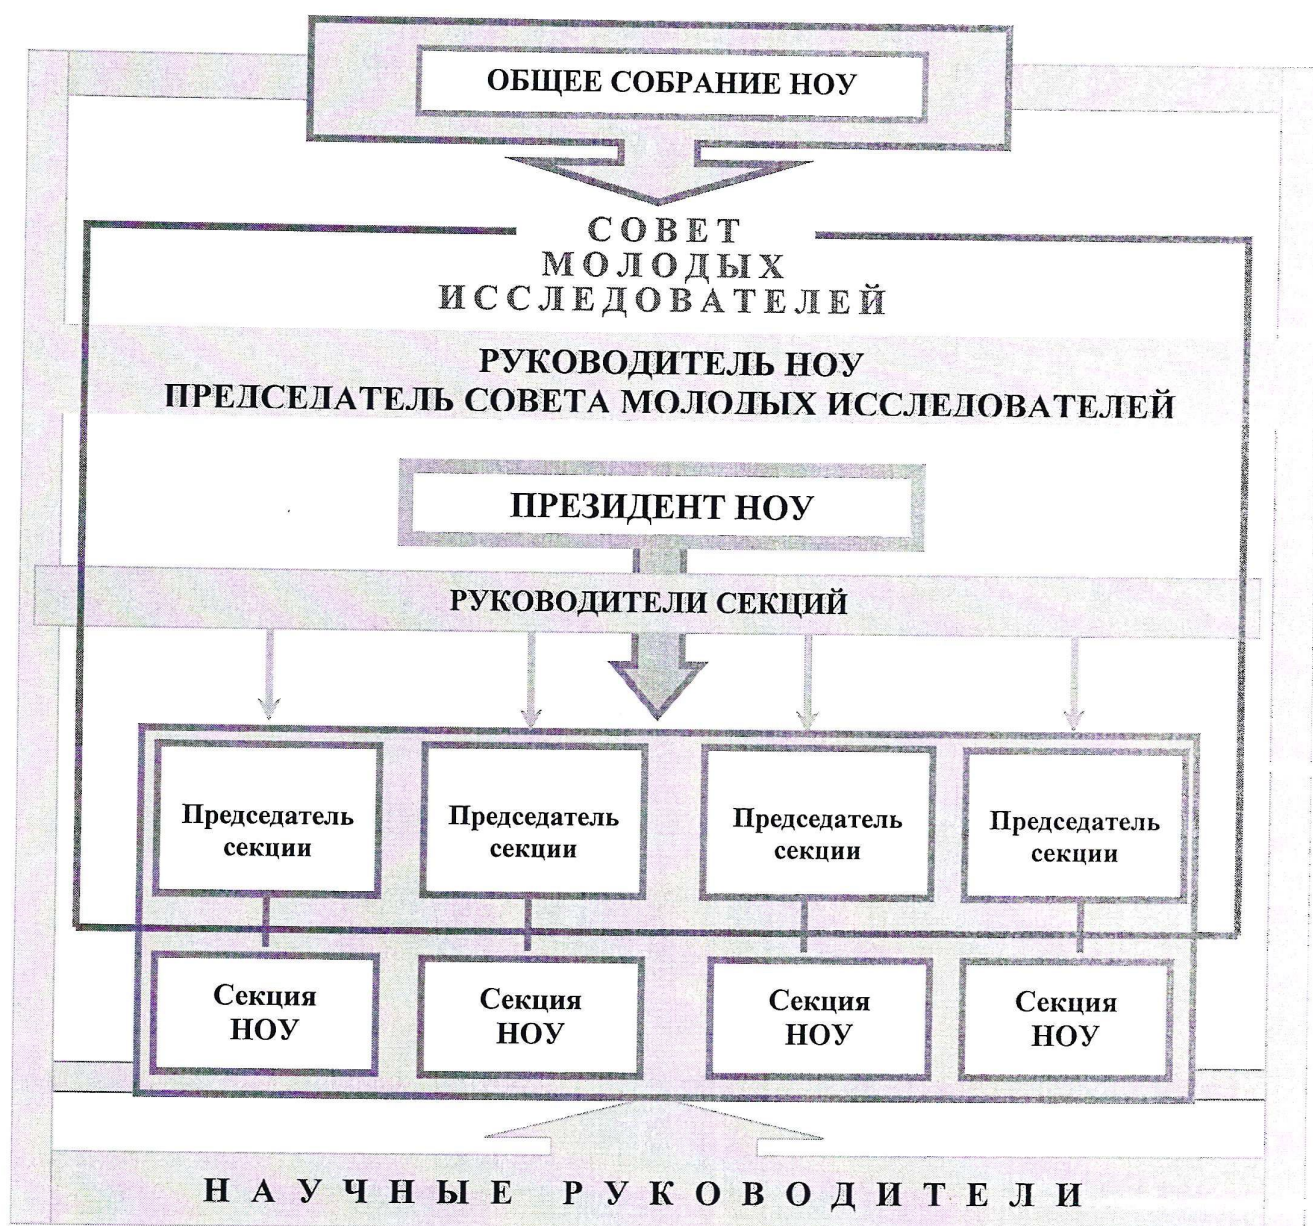 ОБЩЕЕ СОБРАНИЕ НОУ
СОВЕТ
МОЛОДЫХ
ИССЛЕДОВАТЕЛЕЙ
РУКОВОДИТЕЛЬ НОУ
ПРЕДСЕДАТЕЛЬ СОВЕТА МОЛОДЫХ ИССЛЕДОВАТЕЛЕЙ
ПРЕЗИДЕНТ НОУ
РУКОВОДИТЕЛИ СЕКЦИЙ
Председатель
секции
Председатель
секции
Председатель
секции
Председатель
секции
Секция
НОУ
Секция
НОУ
Секция
НОУ
Секция
НОУ
НАУЧНЫЕ РУКОВОДИТЕЛИ